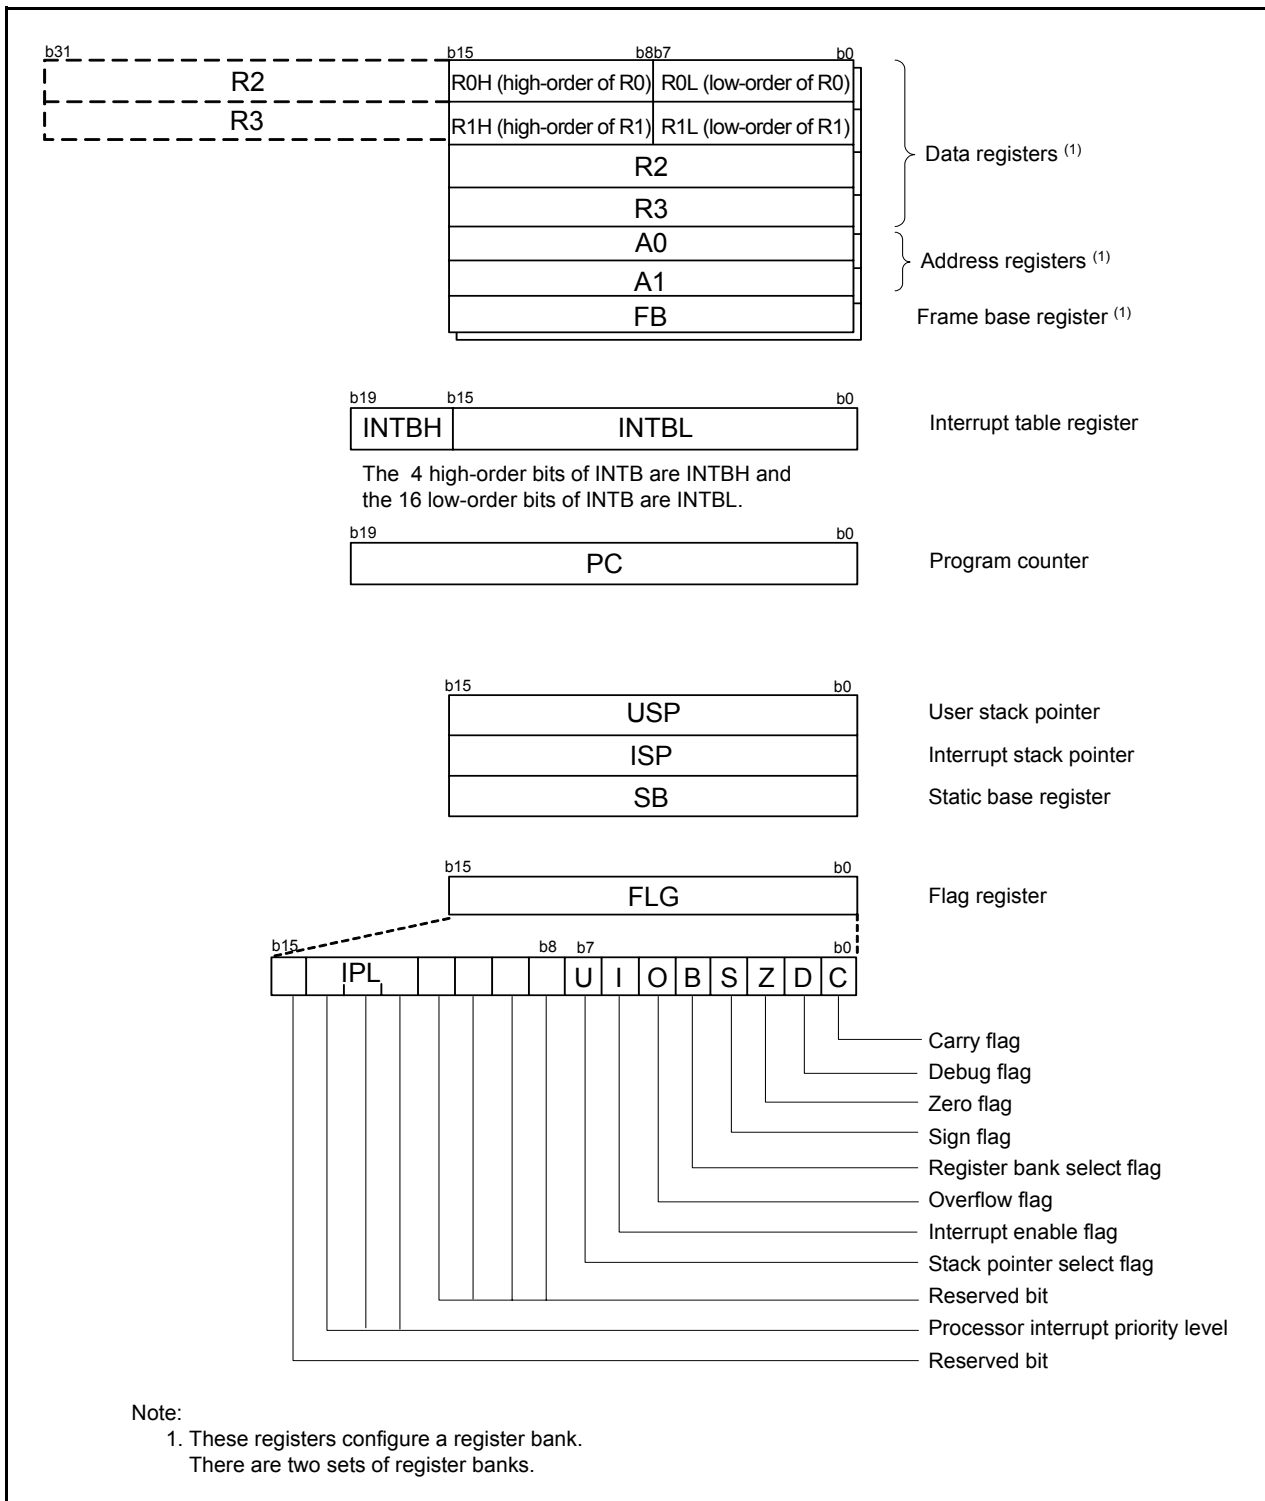 b31 b15 b8b7 b0
R2 R0H (high-order of R0) R0L (low-order of R0)
R3 R1H (high-order of R1) R1L (low-order of R1)
Data registers (1)
R2
R3
A0
Address registers (1)
A1
FB Frame base register (1)
b19 b15 b0
INTBH INTBL Interrupt table register
The 4 high-order bits of INTB are INTBH and
the 16 low-order bits of INTB are INTBL.
b19 b0
PC Program counter
b15 b0
USP User stack pointer
ISP Interrupt stack pointer
SB Static base register
b15 b0
FLG Flag register
b15 b8 b7 b0
IPL U I O B S Z D C
Carry flag
Debug flag
Zero flag
Sign flag
Register bank select flag
Overflow flag
Interrupt enable flag
Stack pointer select flag
Reserved bit
Processor interrupt priority level
Reserved bit
Note:
1. These registers configure a register bank.
There are two sets of register banks.